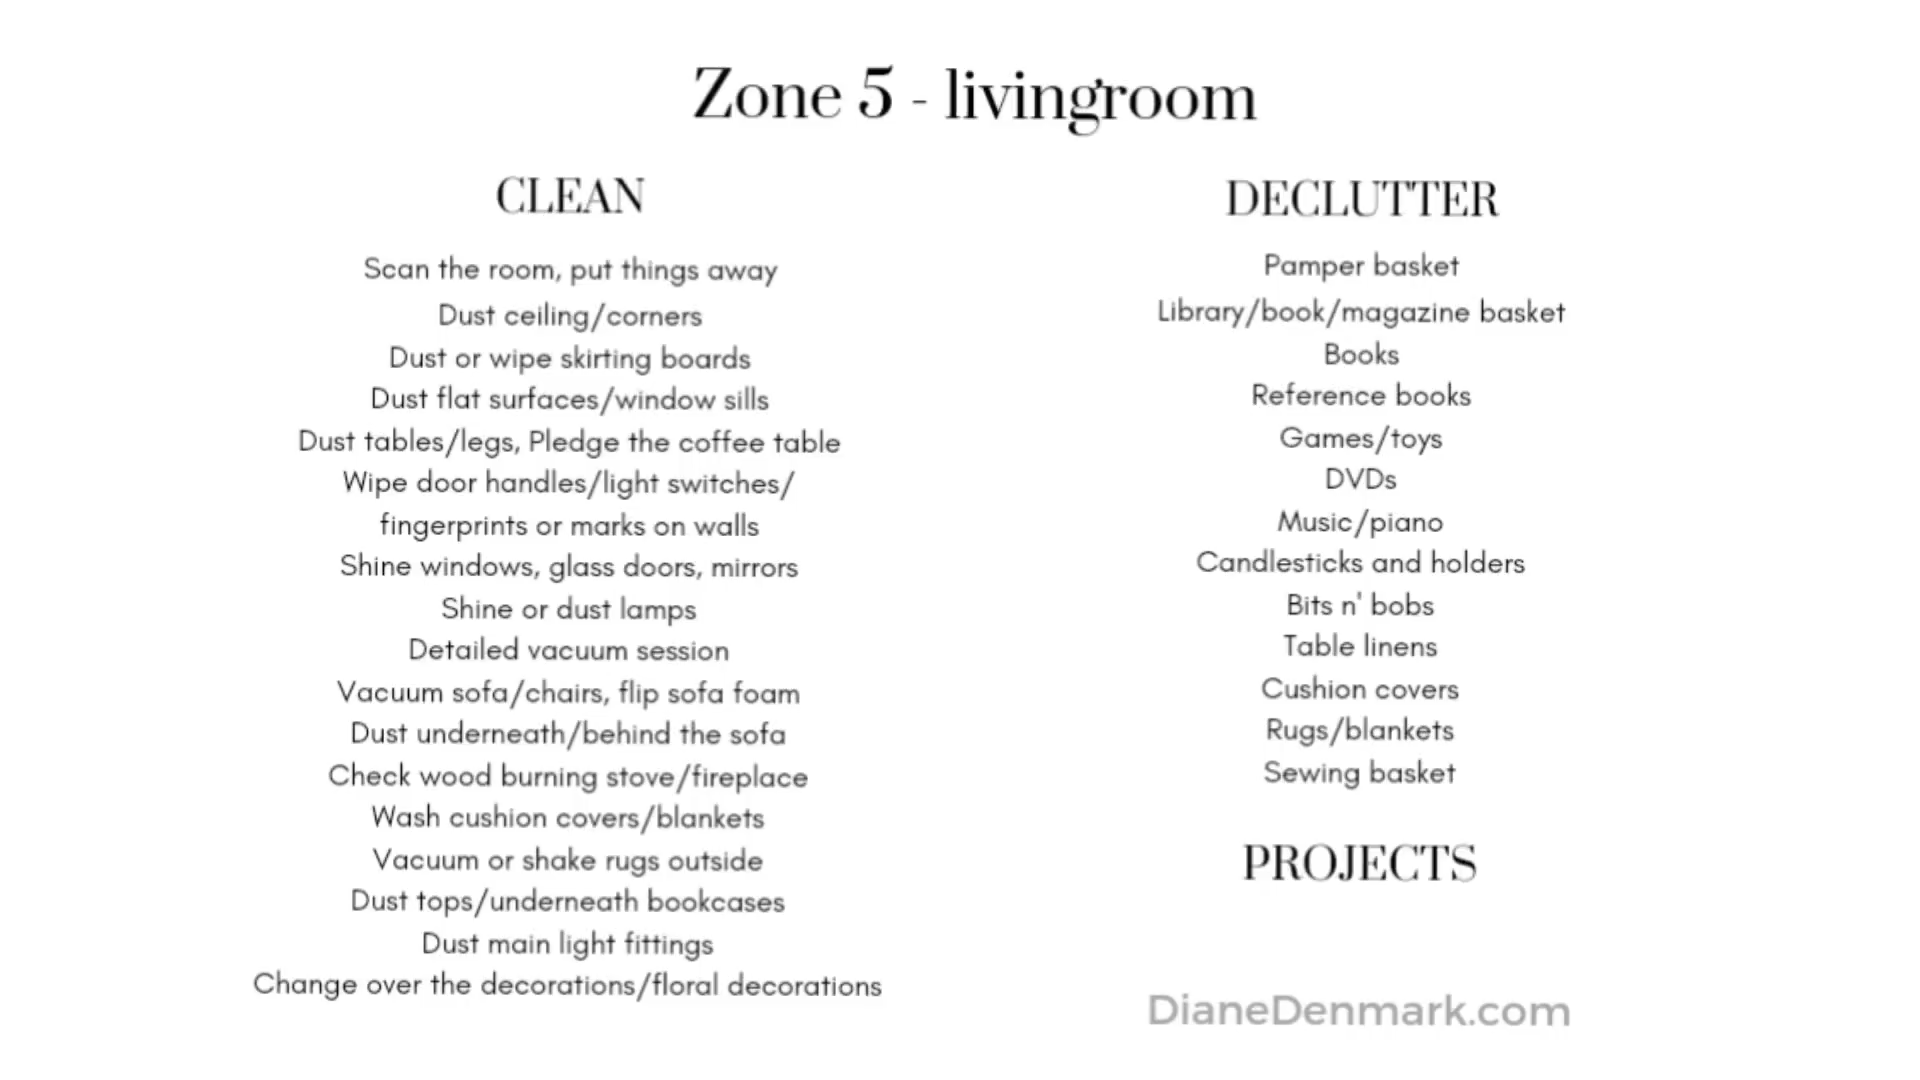 Zone 5 - livingroom
CLEAN
Scan the room, put things away
Dust ceiling/corners
Dust or wipe skirting boards
Dust flat surfaces/window sills
Dust tables/legs, Pledge the coffee table
Wipe door handles/light switches/
fingerprints or marks on walls
Shine windows, glass doors, mirrors
Shine or dust lamps
Detailed vacuum session
Vacuum sofa/chairs, flip sofa foam
Dust underneath/behind the sofa
Check wood burning stove/fireplace
Wash cushion covers/blankets
Vacuum or shake rugs outside
Dust tops/underneath bookcases
Dust main light fittings
Change over the decorations/floral decorations
DECLUTTER
Pamper basket
Library/book/magazine basket
Books
Reference books
Games/toys
DVDs
Music/piano
Candlesticks and holders
Bits n' bobs
Table linens
Cushion covers
Rugs/blankets
Sewing basket
PROJECTS
DianeDenmark.com